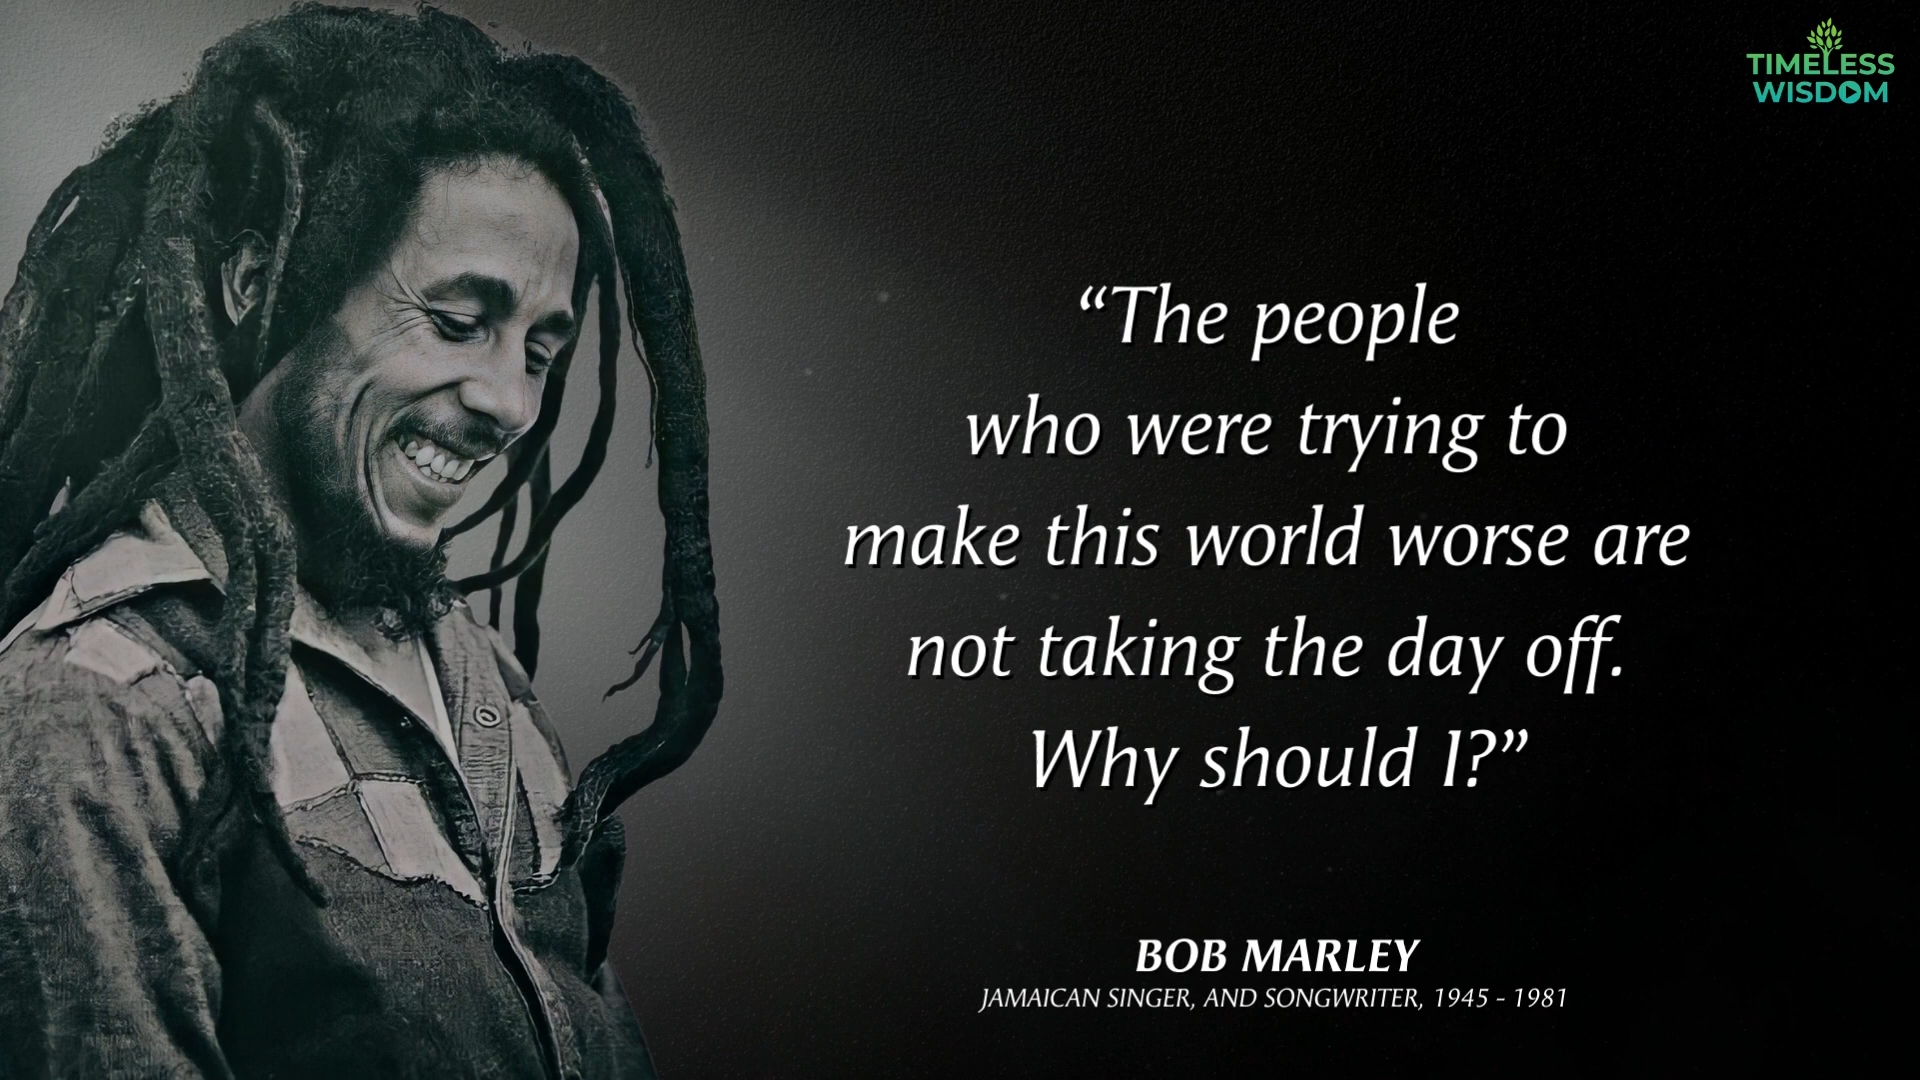 TIMELESS
WISDOM
“The people
who were trying to
make this world worse are
not taking the day off.
Why should I?”
BOB MARLEY
JAMAICAN SINGER, AND SONGWRITER, 1945 - 1981